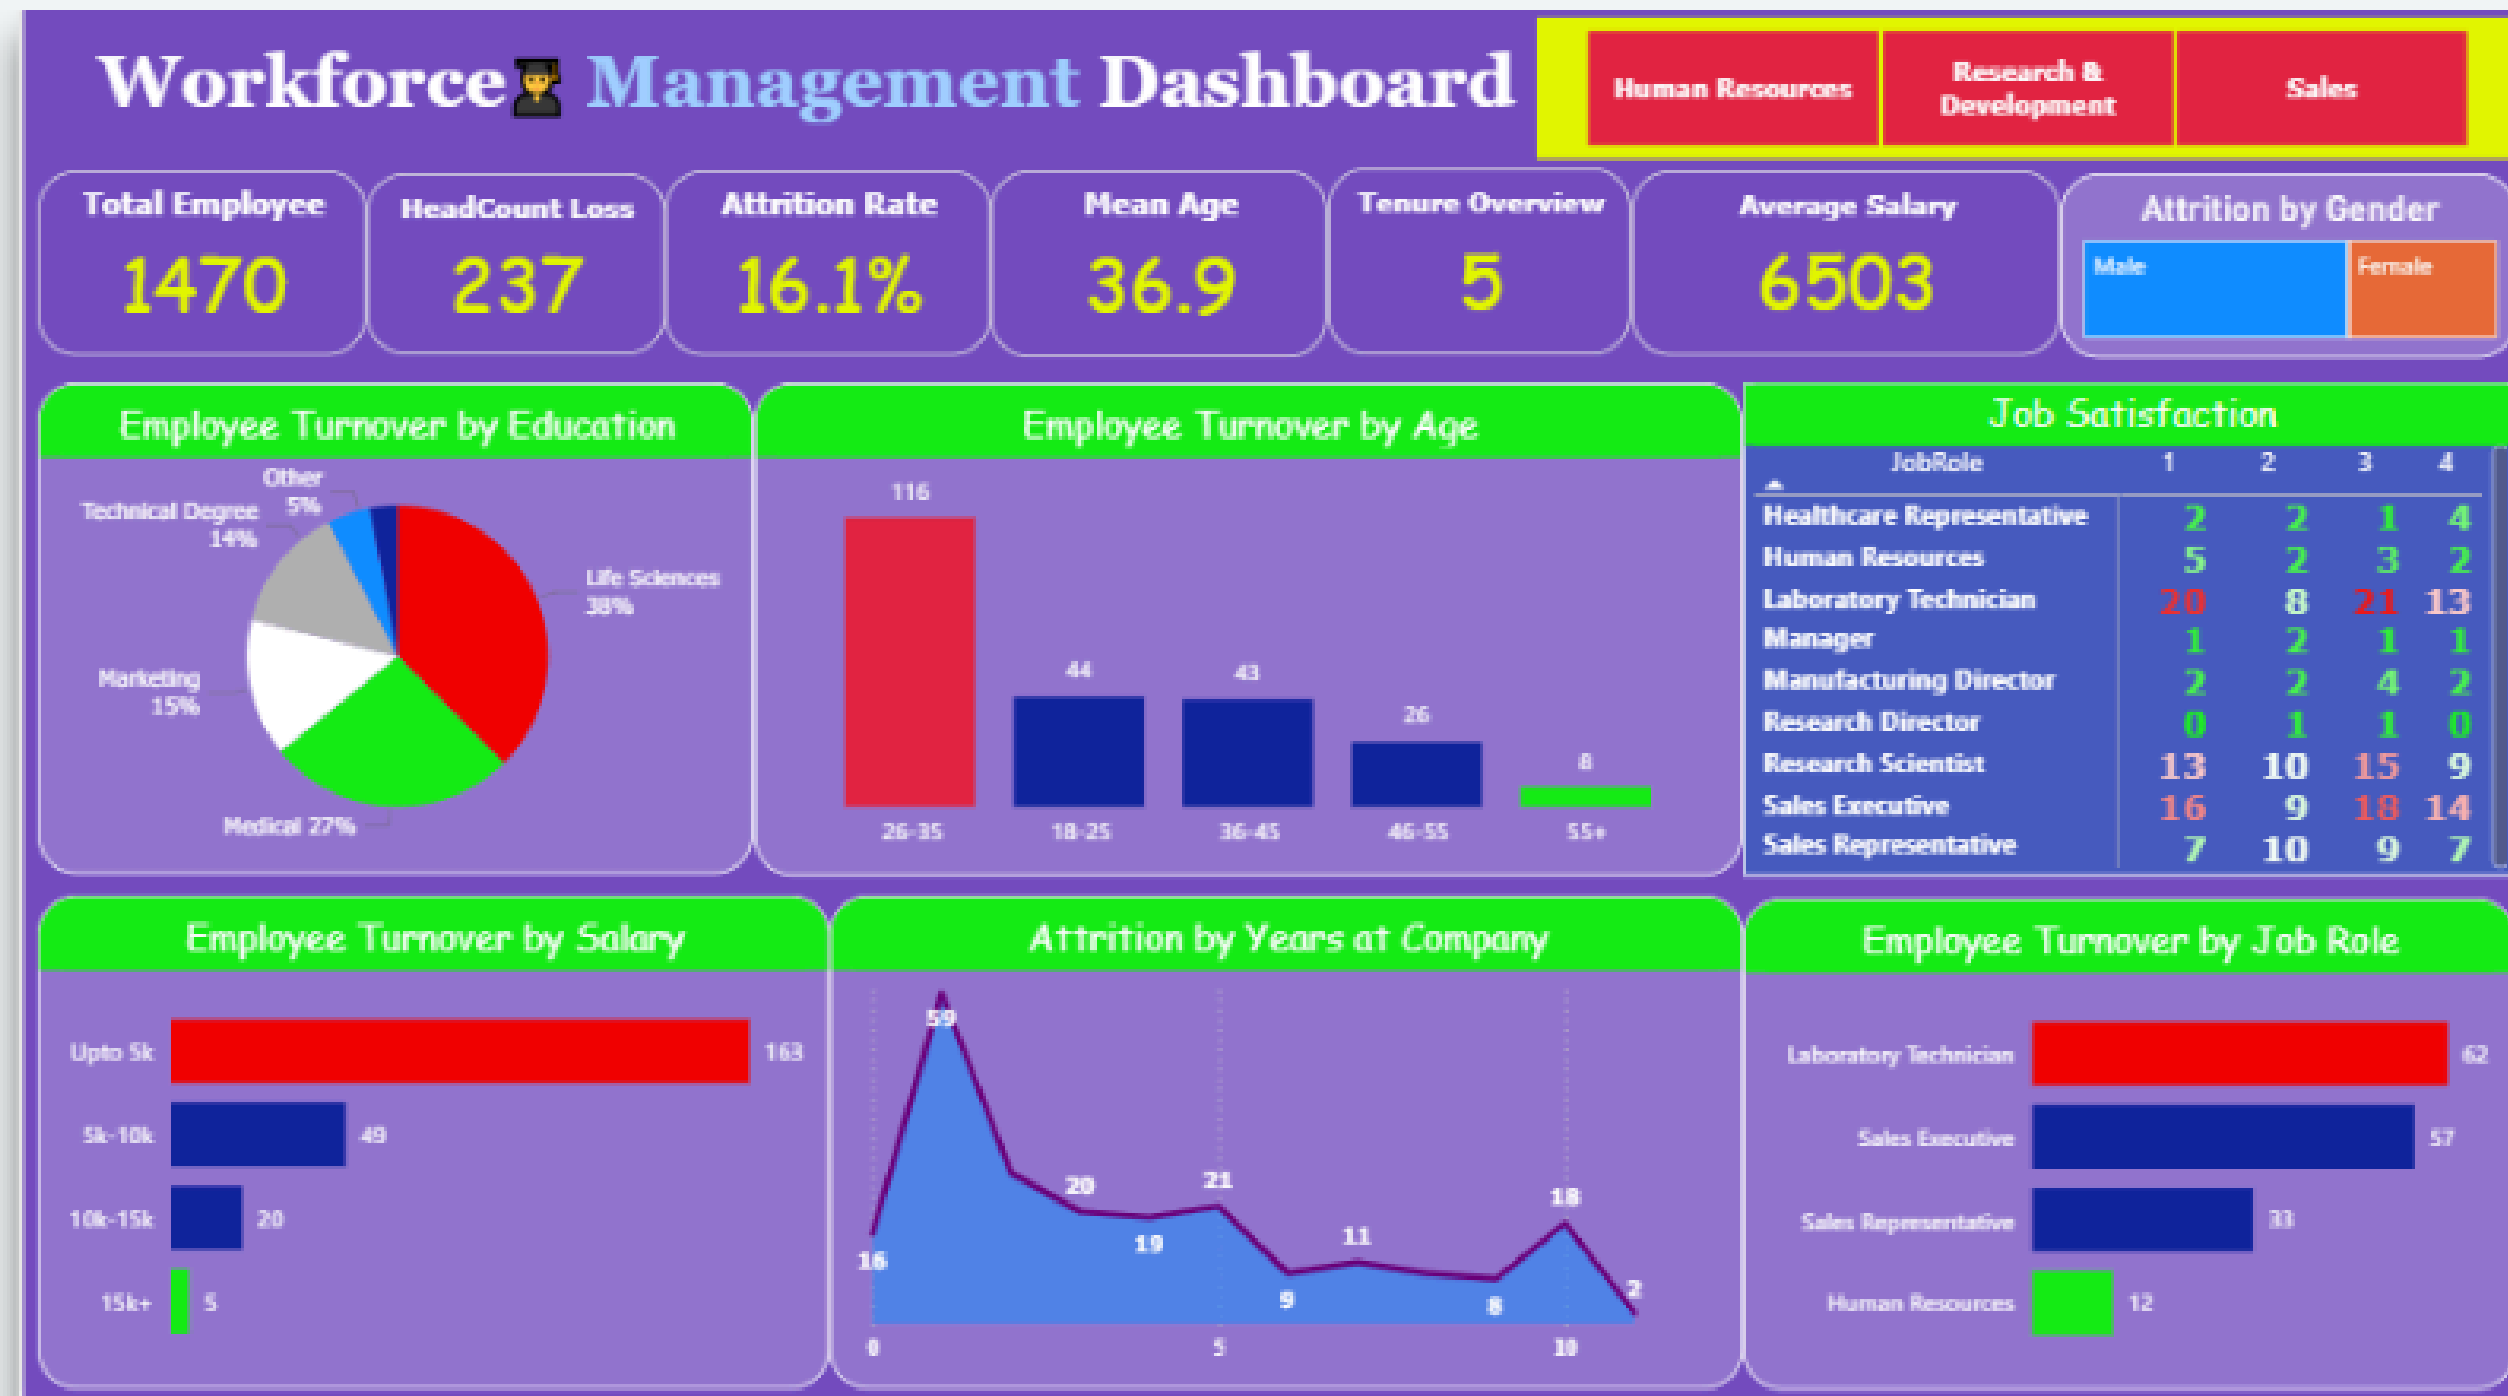 Workforce Management Dashboard
Human Resources
Research &
Development
Sales
Total Employee
1470
HeadCount Loss
237
Attrition Rate
16.1%
Mean Age
36.9
Tenure Overview
5
Average Salary
6503
Attrition by Gender
Male
Female
Employee Turnover by Education
Other
5%
Technical Degree
14%
Life Sciences
38%
Marketing
15%
Medical 27%
Employee Turnover by Age
116
44
43
26
8
26-35
18-25
36-45
46-55
55+
Job Satisfaction
JobRole 1 2 3 4
Healthcare Representative 2 2 1 4
Human Resources 5 2 3 2
Laboratory Technician 20 8 21 13
Manager 1 2 1 1
Manufacturing Director 2 2 4 2
Research Director 0 1 1 0
Research Scientist 13 10 15 9
Sales Executive 16 9 18 14
Sales Representative 7 10 9 7
Employee Turnover by Salary
Upto 5k 163
5k-10k 49
10k-15k 20
15k+ 5
Attrition by Years at Company
59
20
21
18
16
19
11
9
8
2
0
5
10
Employee Turnover by Job Role
Laboratory Technician 62
Sales Executive 57
Sales Representative 33
Human Resources 12